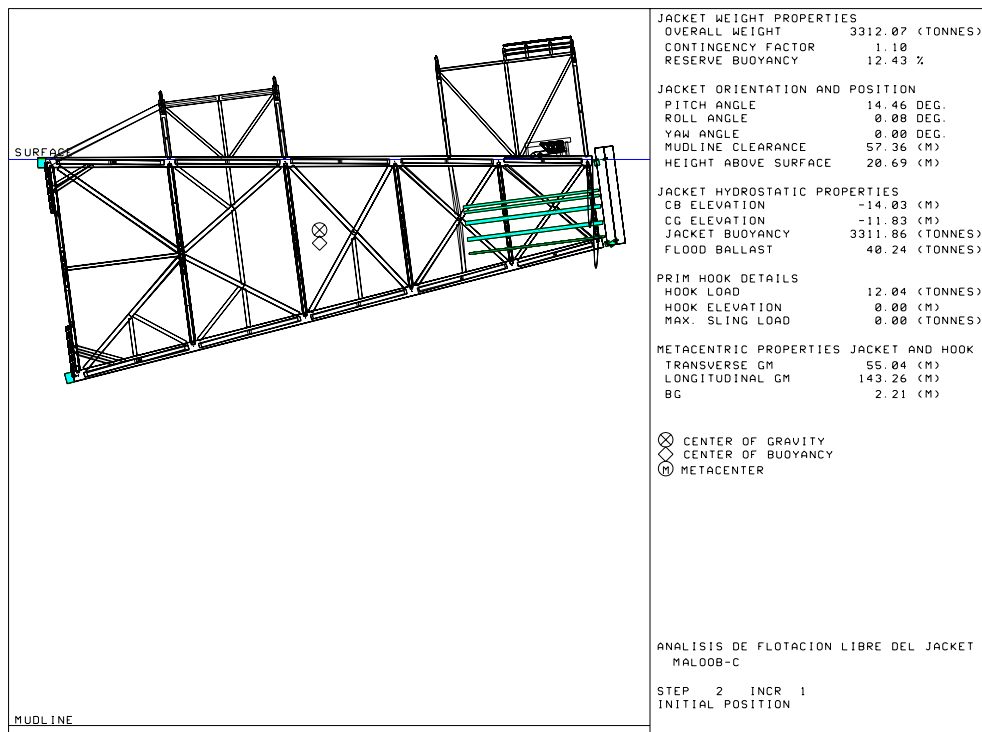 SURFACE
MUDLINE
JACKET WEIGHT PROPERTIES
OVERALL WEIGHT 3312.07 (TONNES)
CONTINGENCY FACTOR 1.10
RESERVE BUOYANCY 12.43 %
JACKET ORIENTATION AND POSITION
PITCH ANGLE 14.46 DEG.
ROLL ANGLE 0.08 DEG.
YAW ANGLE 0.00 DEG.
MUDLINE CLEARANCE 57.36 (M)
HEIGHT ABOVE SURFACE 20.69 (M)
JACKET HYDROSTATIC PROPERTIES
CB ELEVATION -14.03 (M)
CG ELEVATION -11.83 (M)
JACKET BUOYANCY 3311.86 (TONNES)
FLOOD BALLAST 40.24 (TONNES)
PRIM HOOK DETAILS
HOOK LOAD 12.04 (TONNES)
HOOK ELEVATION 0.00 (M)
MAX. SLING LOAD 0.00 (TONNES)
METACENTRIC PROPERTIES JACKET AND HOOK
TRANSVERSE GM 55.04 (M)
LONGITUDINAL GM 143.26 (M)
BG 2.21 (M)
CENTER OF GRAVITY
CENTER OF BUOYANCY
M METACENTER
ANALISIS DE FLOTACION LIBRE DEL JACKET
MALOOB-C
STEP 2 INCR 1
INITIAL POSITION